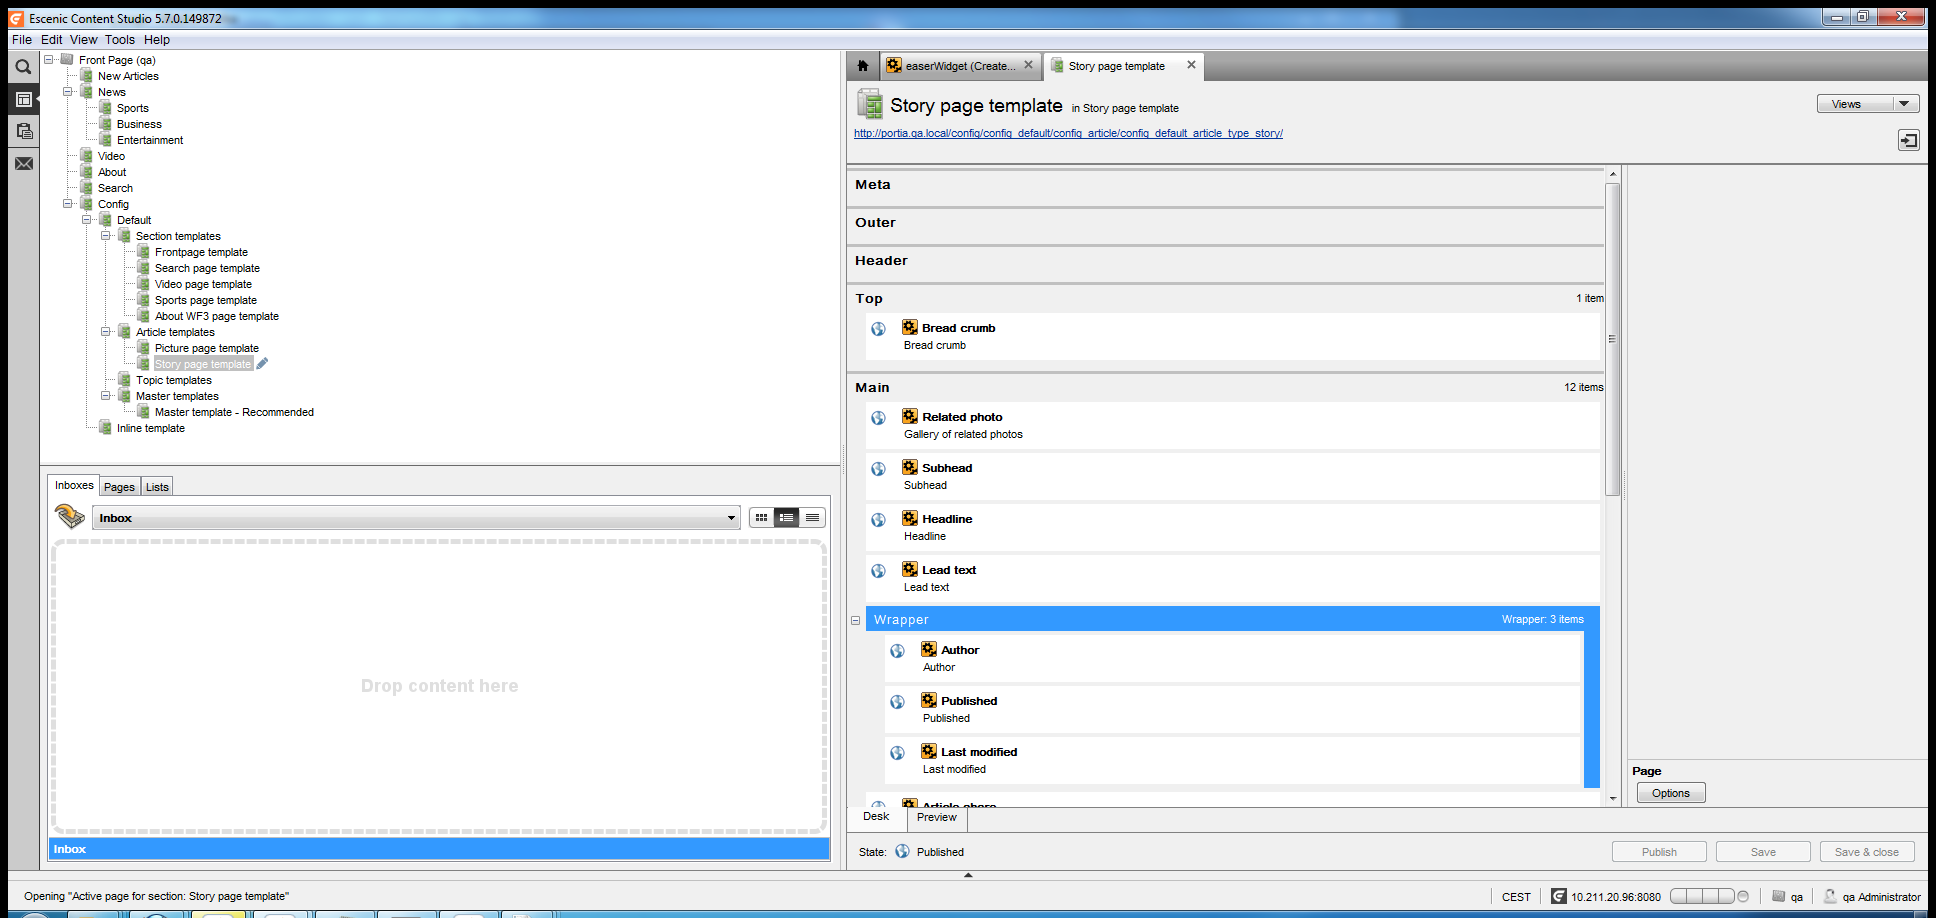 Escenic Content Studio 5.7.0.149872
File Edit View Tools Help
Front Page (qa)
New Articles
News
Sports
Business
Entertainment
Video
About
Search
Config
Default
Section templates
Frontpage template
Search page template
Video page template
Sports page template
About WF3 page template
Article templates
Picture page template
Story page template
Topic templates
Master templates
Master template - Recommended
Inline template
Inboxes Pages Lists
Inbox
Drop content here
Inbox
easerWidget (Create...
Story page template
Story page template in Story page template
Views
http://portia.qa.local/config/config_default/config_article/config_default_article_type_story/
Meta
Outer
Header
Top 1 item
Bread crumb
Bread crumb
Main 12 items
Related photo
Gallery of related photos
Subhead
Subhead
Headline
Headline
Lead text
Lead text
Wrapper Wrapper: 3 items
Author
Author
Published
Published
Last modified
Last modified
Article share
Page
Options
Desk Preview
State: Published
Publish Save Save & close
Opening "Active page for section: Story page template"
CEST 10.211.20.96:8080 qa qa Administrator